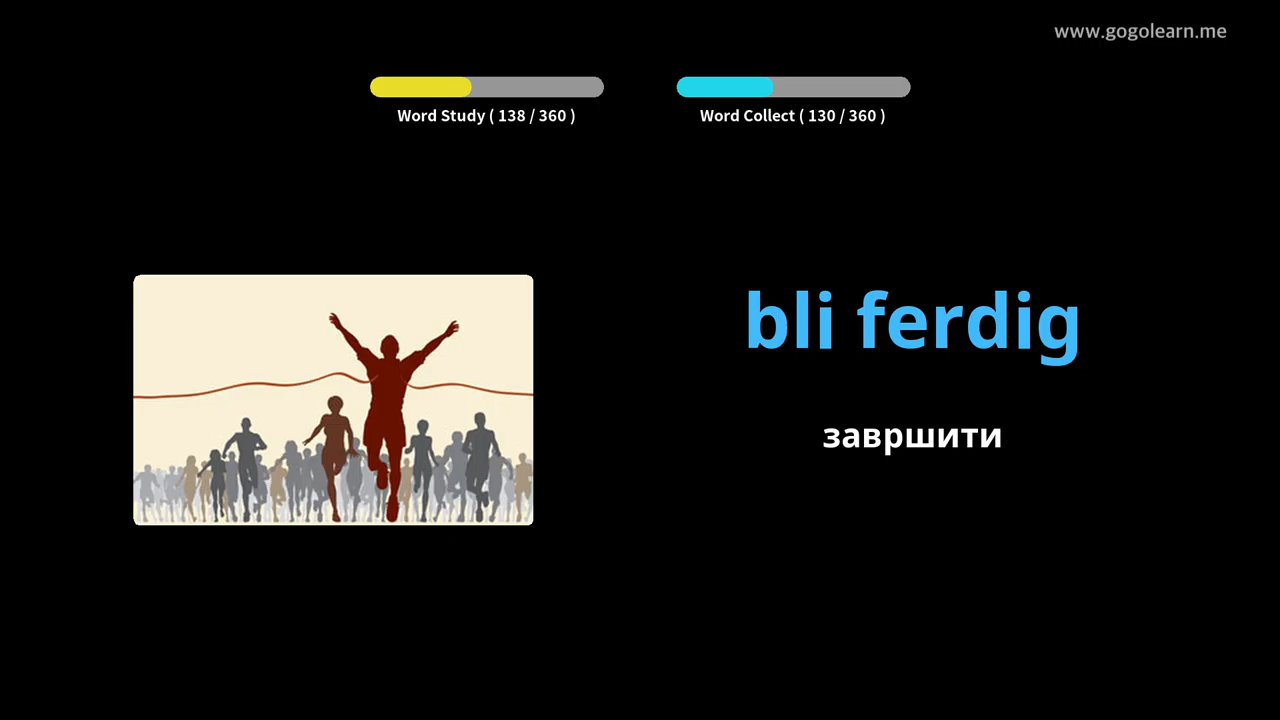 www.gogolearn.me
Word Study ( 138 / 360 )
Word Collect ( 130 / 360 )
bli ferdig
завршити